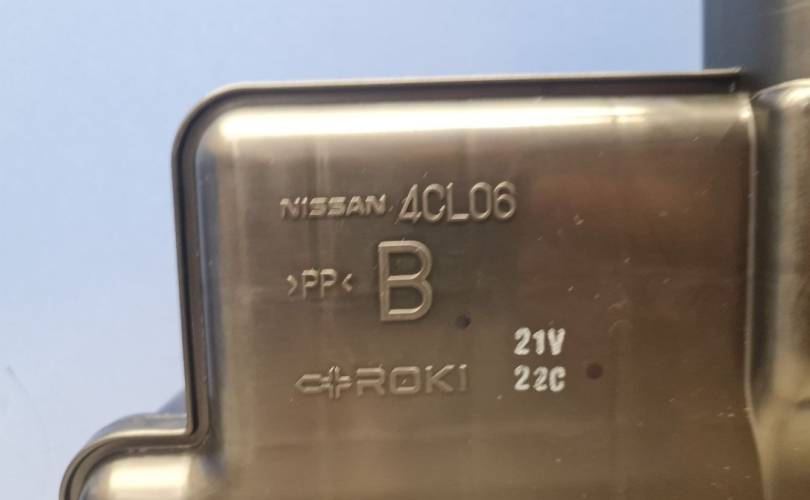 NISSAN 4CL06
>PP< B
ROKI
21V
22C